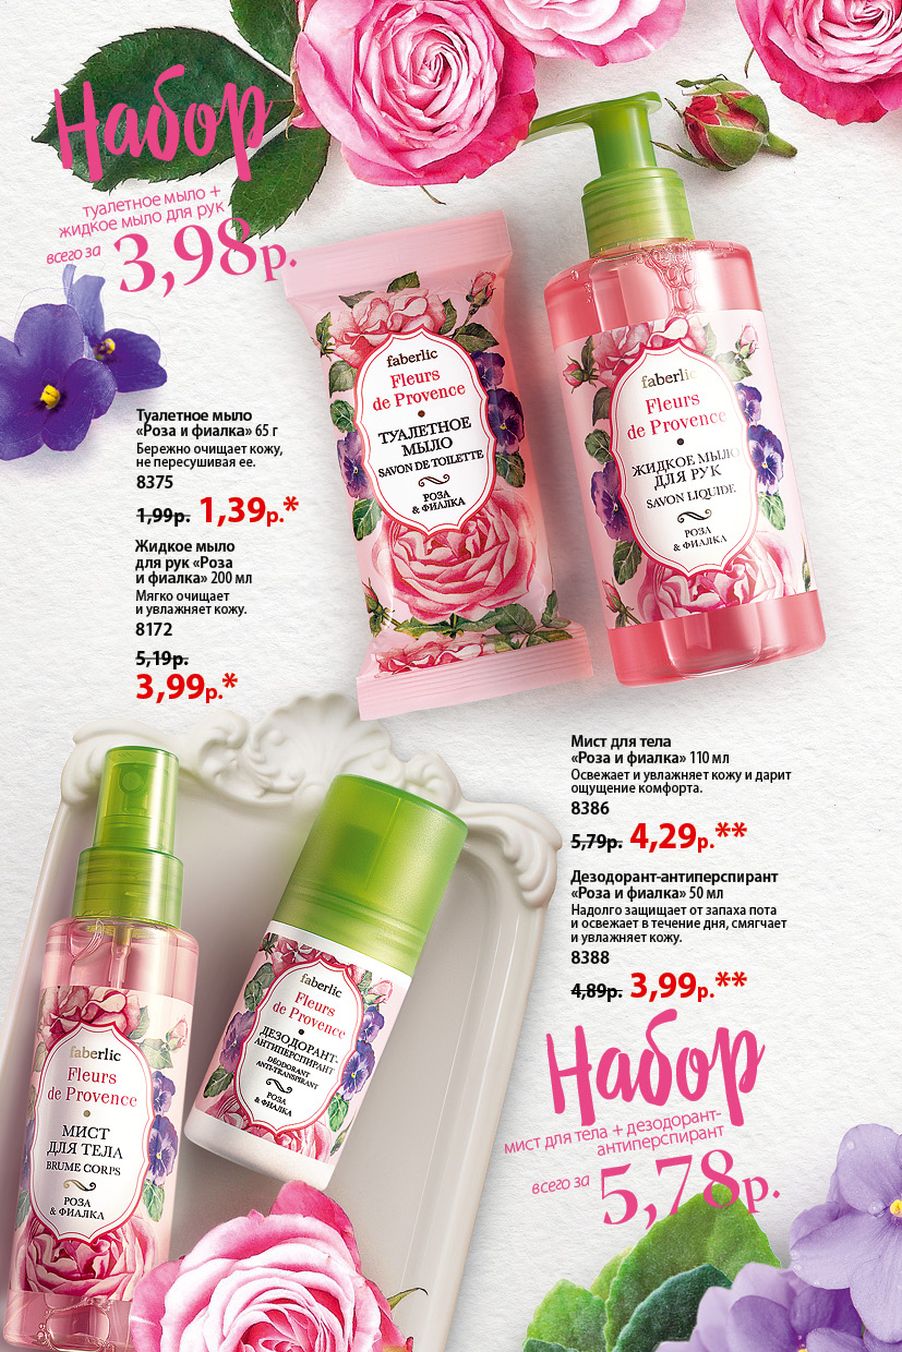 Набор
туалетное мыло +
жидкое мыло для рук
всего за 3,98р.
faberlic
Fleurs
de Provence
ТУАЛЕТНОЕ
МЫЛО
SAVON DE TOILETTE
РОЗА
& ФИАЛКА
faberlic
Fleurs
de Provence
ЖИДКОЕ МЫЛО
ДЛЯ РУК
SAVON LIQUIDE
РОЗА
& ФИАЛКА
Туалетное мыло
«Роза и фиалка» 65 г
Бережно очищает кожу,
не пересушивая ее.
8375
1,99р. 1,39р.*
Жидкое мыло
для рук «Роза
и фиалка» 200 мл
Мягко очищает
и увлажняет кожу.
8172
5,19р.
3,99р.*
Мист для тела
«Роза и фиалка» 110 мл
Освежает и увлажняет кожу и дарит
ощущение комфорта.
8386
5,79р. 4,29р.**
Дезодорант-антиперспирант
«Роза и фиалка» 50 мл
Надолго защищает от запаха пота
и освежает в течение дня, смягчает
и увлажняет кожу.
8388
4,89р. 3,99р.**
faberlic
Fleurs
de Provence
МИСТ
ДЛЯ ТЕЛА
BRUME CORPS
РОЗА
& ФИАЛКА
faberlic
Fleurs
de Provence
ДЕЗОДОРАНТ-
АНТИПЕРСПИРАНТ
DÉODORANT
ANTI-TRANSPIRANT
РОЗА
& ФИАЛКА
Набор
мист для тела + дезодорант-
антиперспирант
всего за 5,78р.